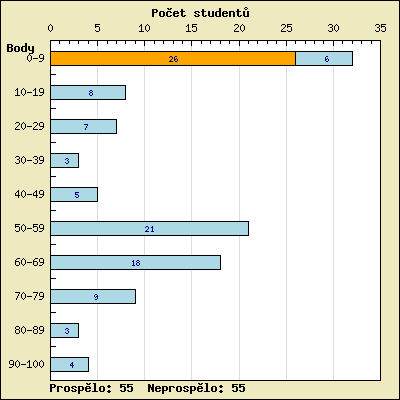 Počet studentů
0 5 10 15 20 25 30 35
Body
0-9 26 6
10-19 8
20-29 7
30-39 3
40-49 5
50-59 21
60-69 18
70-79 9
80-89 3
90-100 4
Prospělo: 55 Neprospělo: 55